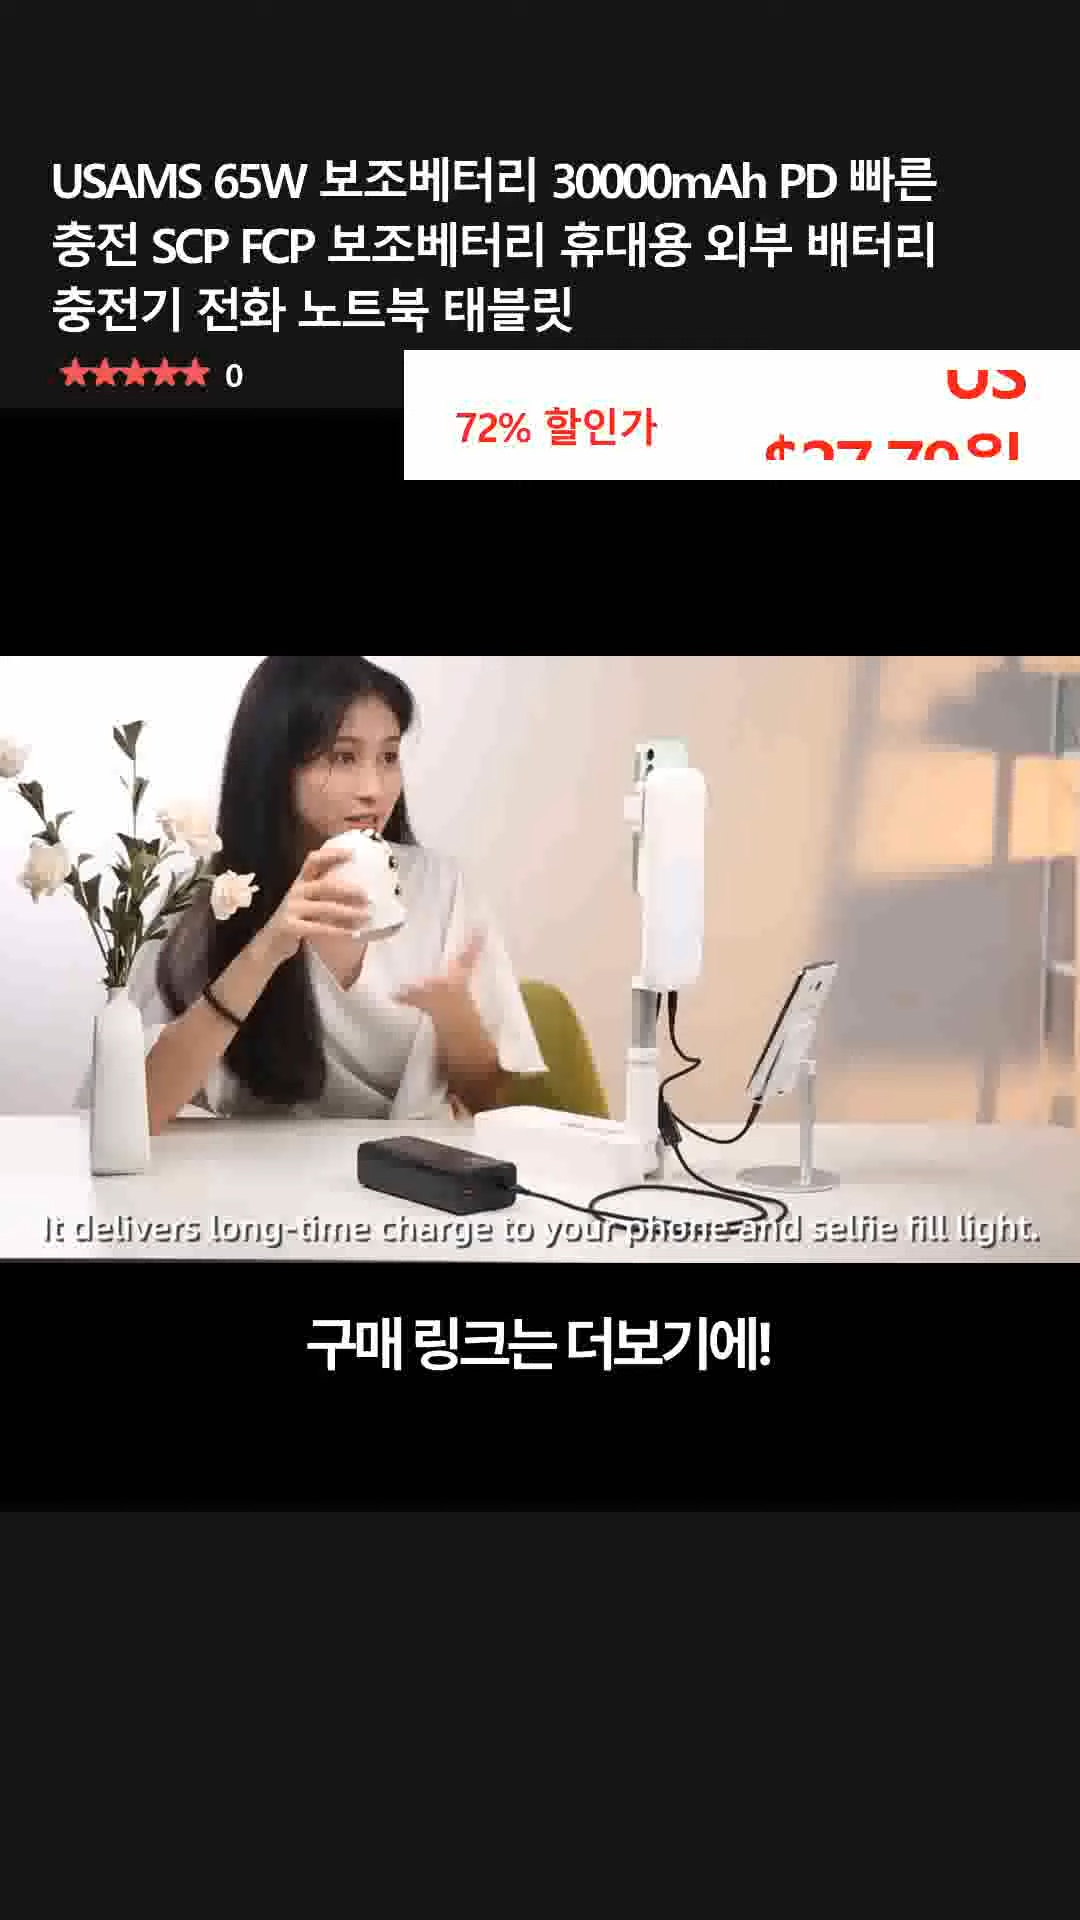 USAMS 65W 보조베터리 30000mAh PD 빠른
충전 SCP FCP 보조베터리 휴대용 외부 배터리
충전기 전화 노트북 태블릿
0
72% 할인가
US
It delivers long-time charge to your phone and selfie fill light.
구매 링크는 더보기에!